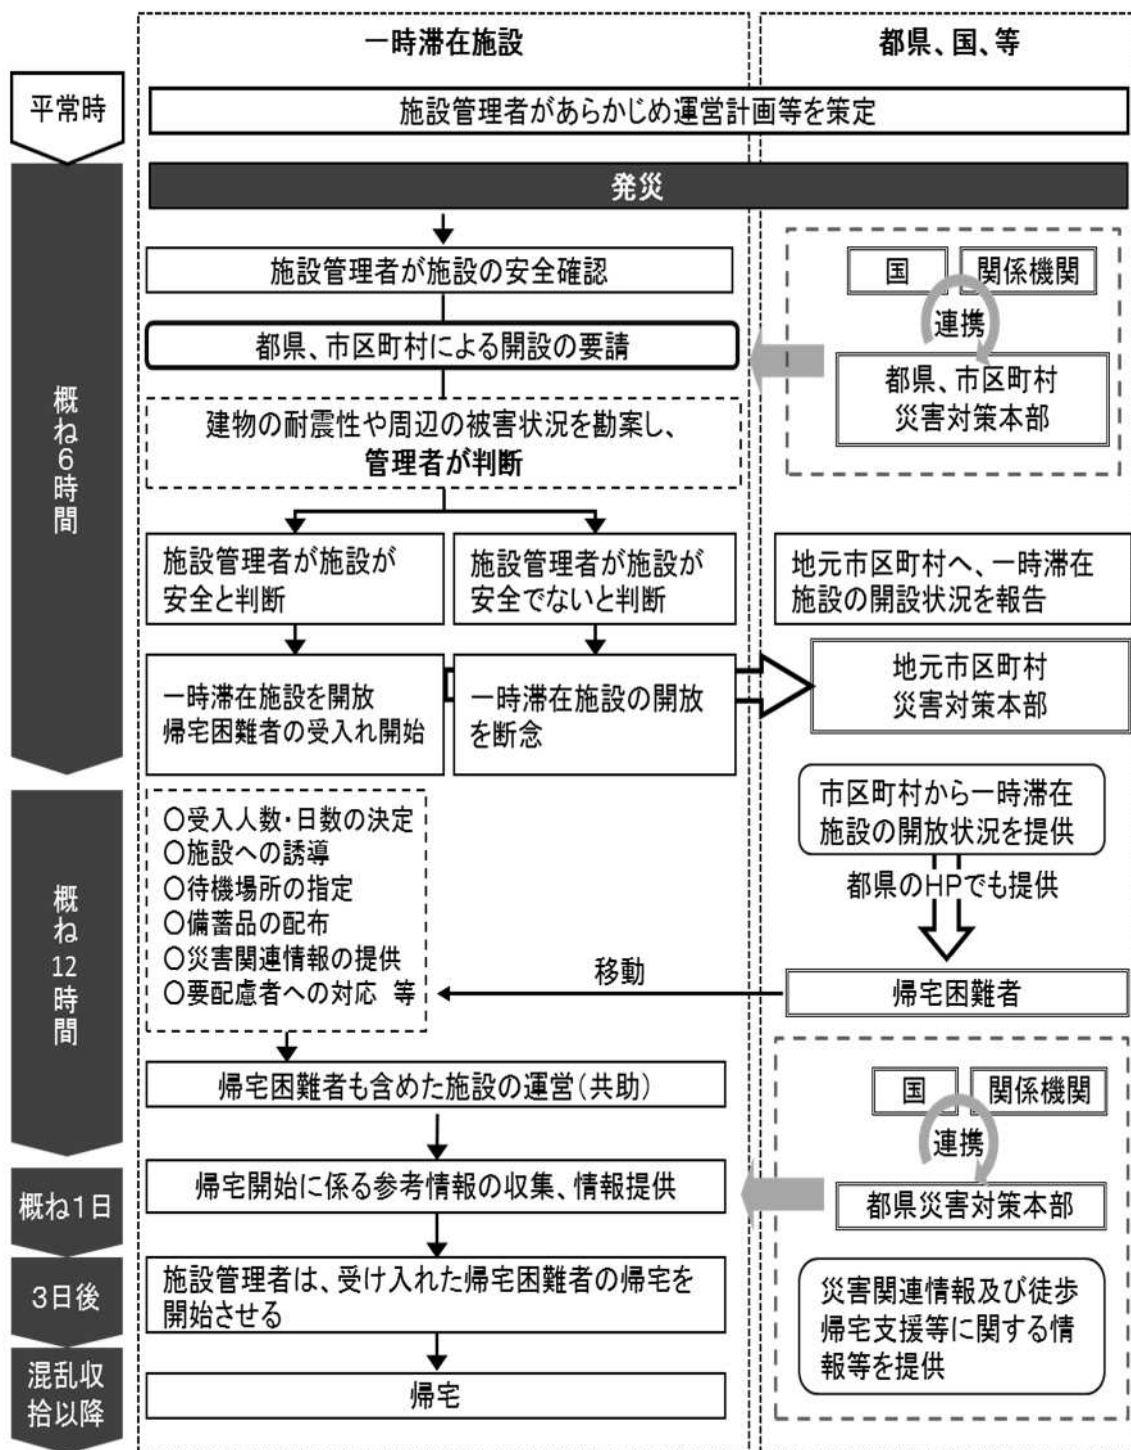 一時滞在施設
都県、国、等
平常時
施設管理者があらかじめ運営計画等を策定
発災
概ね6時間
施設管理者が施設の安全確認
国
関係機関
連携
都県、市区町村による開設の要請
都県、市区町村
災害対策本部
建物の耐震性や周辺の被害状況を勘案し、
管理者が判断
施設管理者が施設が
安全と判断
施設管理者が施設が
安全でないと判断
地元市区町村へ、一時滞在
施設の開設状況を報告
一時滞在施設を開放
帰宅困難者の受入れ開始
一時滞在施設の開放
を断念
地元市区町村
災害対策本部
概ね12時間
○受入人数・日数の決定
○施設への誘導
○待機場所の指定
○備蓄品の配布
○災害関連情報の提供
○要配慮者への対応 等
市区町村から一時滞在
施設の開放状況を提供
都県のHPでも提供
移動
帰宅困難者
帰宅困難者も含めた施設の運営（共助）
国
関係機関
連携
概ね1日
帰宅開始に係る参考情報の収集、情報提供
都県災害対策本部
3日後
施設管理者は、受け入れた帰宅困難者の帰宅を
開始させる
災害関連情報及び徒歩
帰宅支援等に関する情
報等を提供
混乱収
拾以降
帰宅